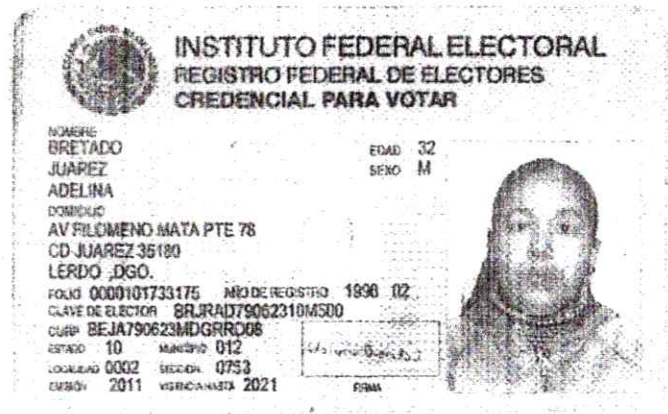 INSTITUTO FEDERAL ELECTORAL
REGISTRO FEDERAL DE ELECTORES
CREDENCIAL PARA VOTAR
NOMBRE
BRETADO
JUAREZ
ADELINA
EDAD 32
SEXO M
DOMICILIO
AV FILOMENO MATA PTE 78
CD JUAREZ 35180
LERDO ,DGO.
FOLIO 0000101733175 AÑO DE REGISTRO 1998 02
CLAVE DE ELECTOR BRJRAD79062310M500
CURP BEJA790623MDGRRD08
ESTADO 10 MUNICIPIO 012
LOCALIDAD 0002 SECCION 0753
EMISIÓN 2011 VIGENCIA HASTA 2021
FIRMA